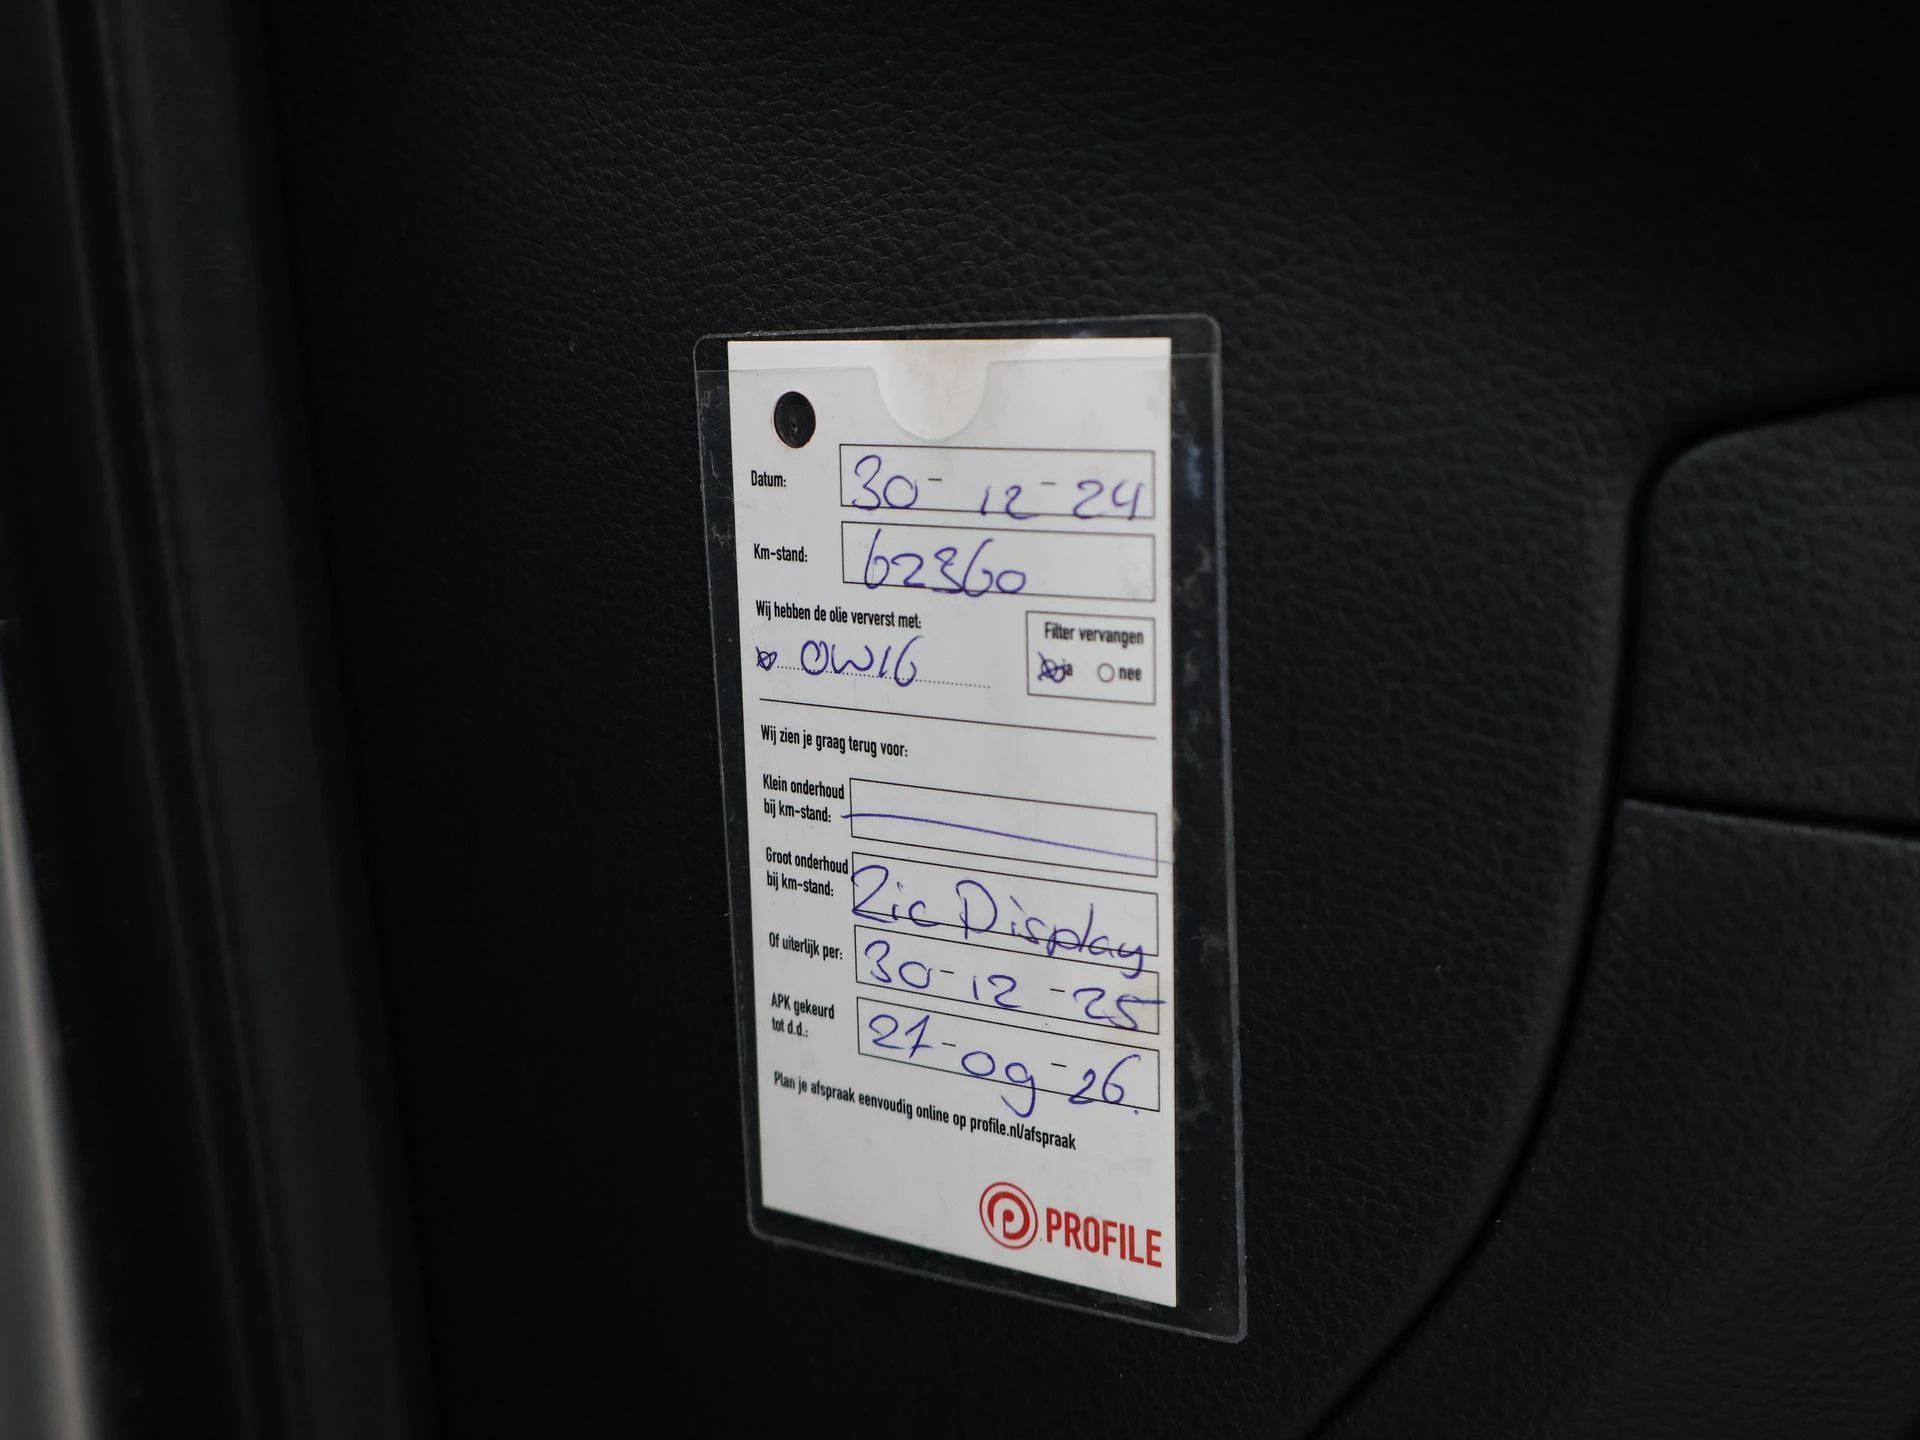 Datum: 30-12-24
Km-stand: 62360
Wij hebben de olie ververst met:
0W16
Filter vervangen
ja nee
Wij zien je graag terug voor:
Klein onderhoud
bij km-stand:
Groot onderhoud
bij km-stand: Zie Display
Of uiterlijk per: 30-12-25
APK gekeurd
tot d.d.: 27-09-26.
Plan je afspraak eenvoudig online op profile.nl/afspraak
PROFILE